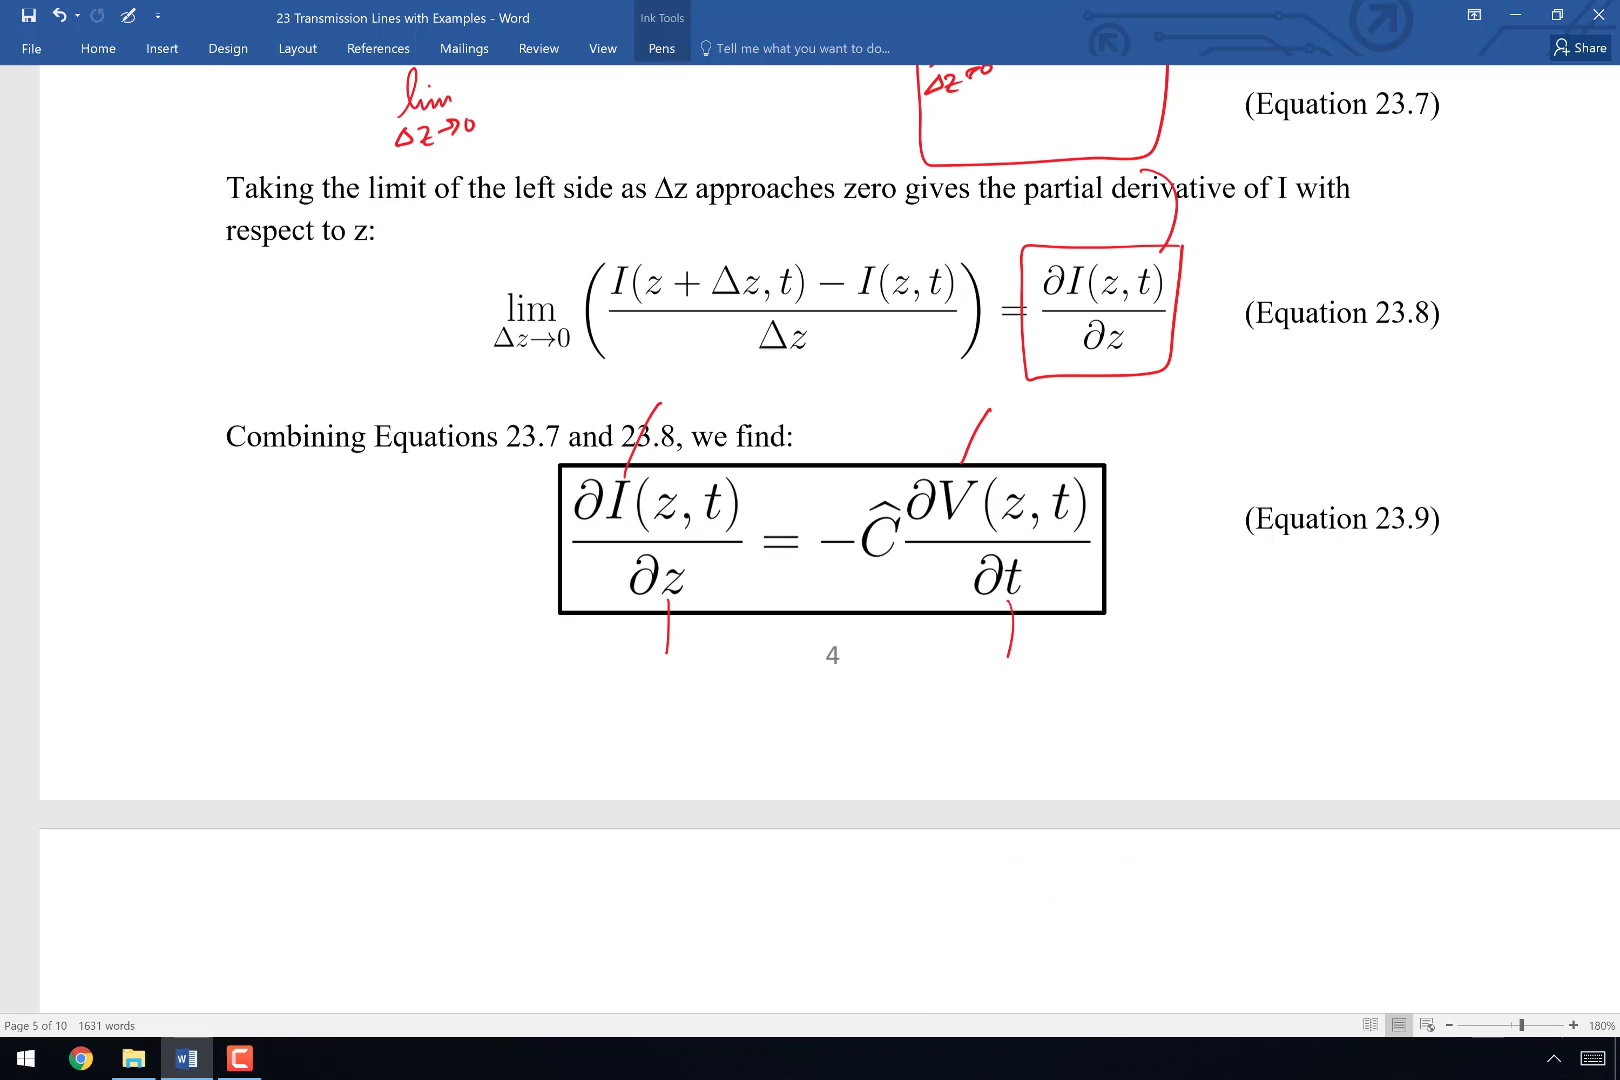 23 Transmission Lines with Examples - Word
Ink Tools
File Home Insert Design Layout References Mailings Review View Pens Tell me what you want to do... Share
lim
Δz→0
Δz→0
(Equation 23.7)
Taking the limit of the left side as Δz approaches zero gives the partial derivative of I with
respect to z:
lim_{Δz→0} ( (I(z + Δz, t) − I(z, t)) / Δz ) = ∂I(z, t) / ∂z (Equation 23.8)
Combining Equations 23.7 and 23.8, we find:
∂I(z, t) / ∂z = −Ĉ ∂V(z, t) / ∂t (Equation 23.9)
4
Page 5 of 10 1631 words
180%